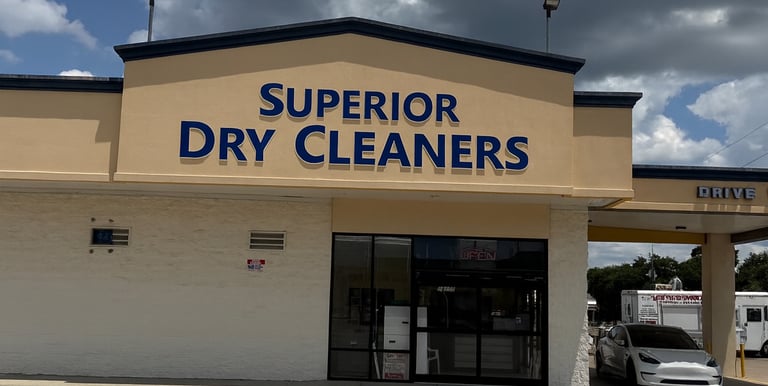 SUPERIOR
DRY CLEANERS
DRIVE
OPEN